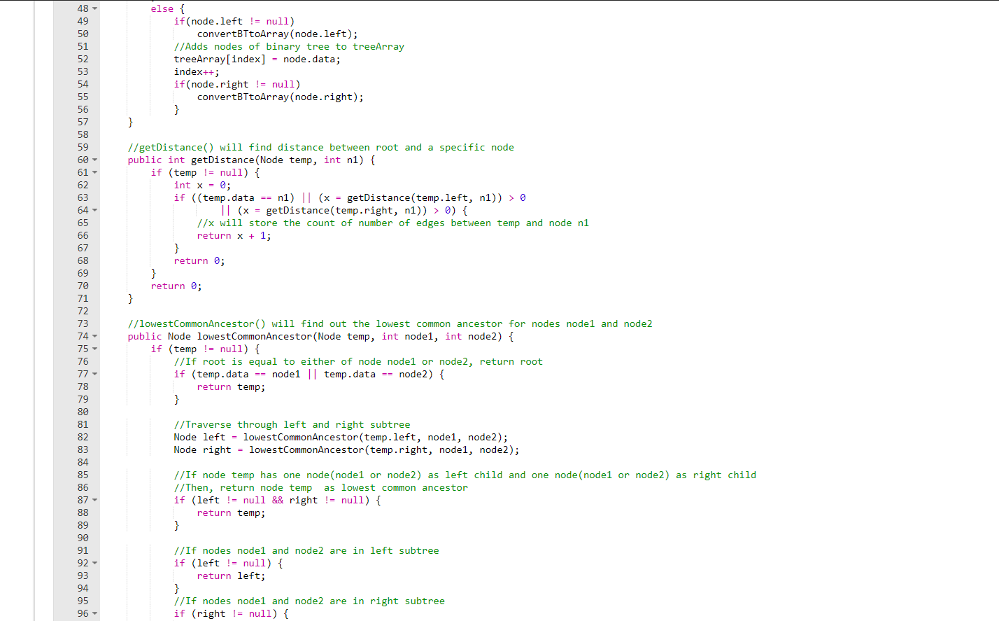 48 else {
49 if(node.left != null)
50 convertBTtoArray(node.left);
51 //Adds nodes of binary tree to treeArray
52 treeArray[index] = node.data;
53 index++;
54 if(node.right != null)
55 convertBTtoArray(node.right);
56 }
57 }
58
59 //getDistance() will find distance between root and a specific node
60 public int getDistance(Node temp, int n1) {
61 if (temp != null) {
62 int x = 0;
63 if ((temp.data == n1) || (x = getDistance(temp.left, n1)) > 0
64 || (x = getDistance(temp.right, n1)) > 0) {
65 //x will store the count of number of edges between temp and node n1
66 return x + 1;
67 }
68 return 0;
69 }
70 return 0;
71 }
72
73 //lowestCommonAncestor() will find out the lowest common ancestor for nodes node1 and node2
74 public Node lowestCommonAncestor(Node temp, int node1, int node2) {
75 if (temp != null) {
76 //If root is equal to either of node node1 or node2, return root
77 if (temp.data == node1 || temp.data == node2) {
78 return temp;
79 }
80
81 //Traverse through left and right subtree
82 Node left = lowestCommonAncestor(temp.left, node1, node2);
83 Node right = lowestCommonAncestor(temp.right, node1, node2);
84
85 //If node temp has one node(node1 or node2) as left child and one node(node1 or node2) as right child
86 //Then, return node temp  as lowest common ancestor
87 if (left != null && right != null) {
88 return temp;
89 }
90
91 //If nodes node1 and node2 are in left subtree
92 if (left != null) {
93 return left;
94 }
95 //If nodes node1 and node2 are in right subtree
96 if (right != null) {